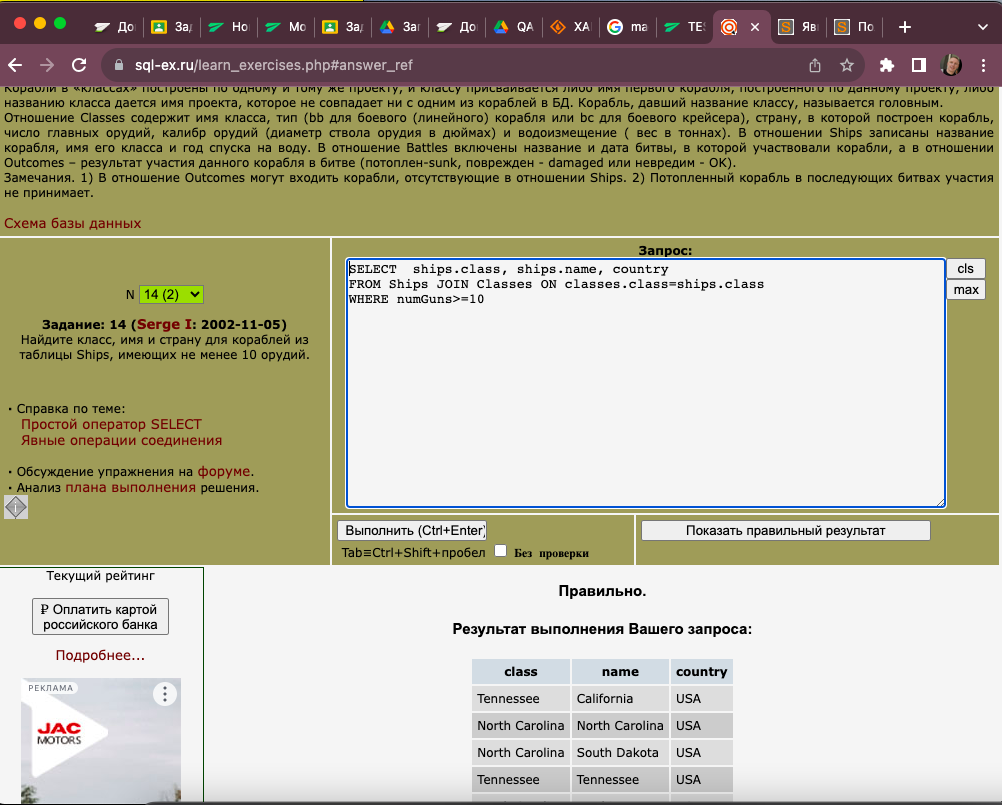 До
За
Но
Мо
За
Заг
До
QA
ХА
ma
TES
Яв
По
sql-ex.ru/learn_exercises.php#answer_ref
Корабли в «классах» построены по одному и тому же проекту, и классу присваивается либо имя первого корабля, построенного по данному проекту, либо
названию класса дается имя проекта, которое не совпадает ни с одним из кораблей в БД. Корабль, давший название классу, называется головным.
Отношение Classes содержит имя класса, тип (bb для боевого (линейного) корабля или bc для боевого крейсера), страну, в которой построен корабль,
число главных орудий, калибр орудий (диаметр ствола орудия в дюймах) и водоизмещение ( вес в тоннах). В отношении Ships записаны название
корабля, имя его класса и год спуска на воду. В отношение Battles включены название и дата битвы, в которой участвовали корабли, а в отношении
Outcomes – результат участия данного корабля в битве (потоплен-sunk, поврежден - damaged или невредим - OK).
Замечания. 1) В отношение Outcomes могут входить корабли, отсутствующие в отношении Ships. 2) Потопленный корабль в последующих битвах участия
не принимает.
Схема базы данных
N 14 (2)
Задание: 14 (Serge I: 2002-11-05)
Найдите класс, имя и страну для кораблей из
таблицы Ships, имеющих не менее 10 орудий.
· Справка по теме:
Простой оператор SELECT
Явные операции соединения
· Обсуждение упражнения на форуме.
· Анализ плана выполнения решения.
Запрос:
SELECT  ships.class, ships.name, country
FROM Ships JOIN Classes ON classes.class=ships.class
WHERE numGuns>=10
cls
max
Выполнить (Ctrl+Enter)
Tab≡Ctrl+Shift+пробел Без проверки
Показать правильный результат
Текущий рейтинг
₽ Оплатить картой
российского банка
Подробнее...
РЕКЛАМА
JAC
MOTORS
Правильно.
Результат выполнения Вашего запроса:
class name country
Tennessee California USA
North Carolina North Carolina USA
North Carolina South Dakota USA
Tennessee Tennessee USA